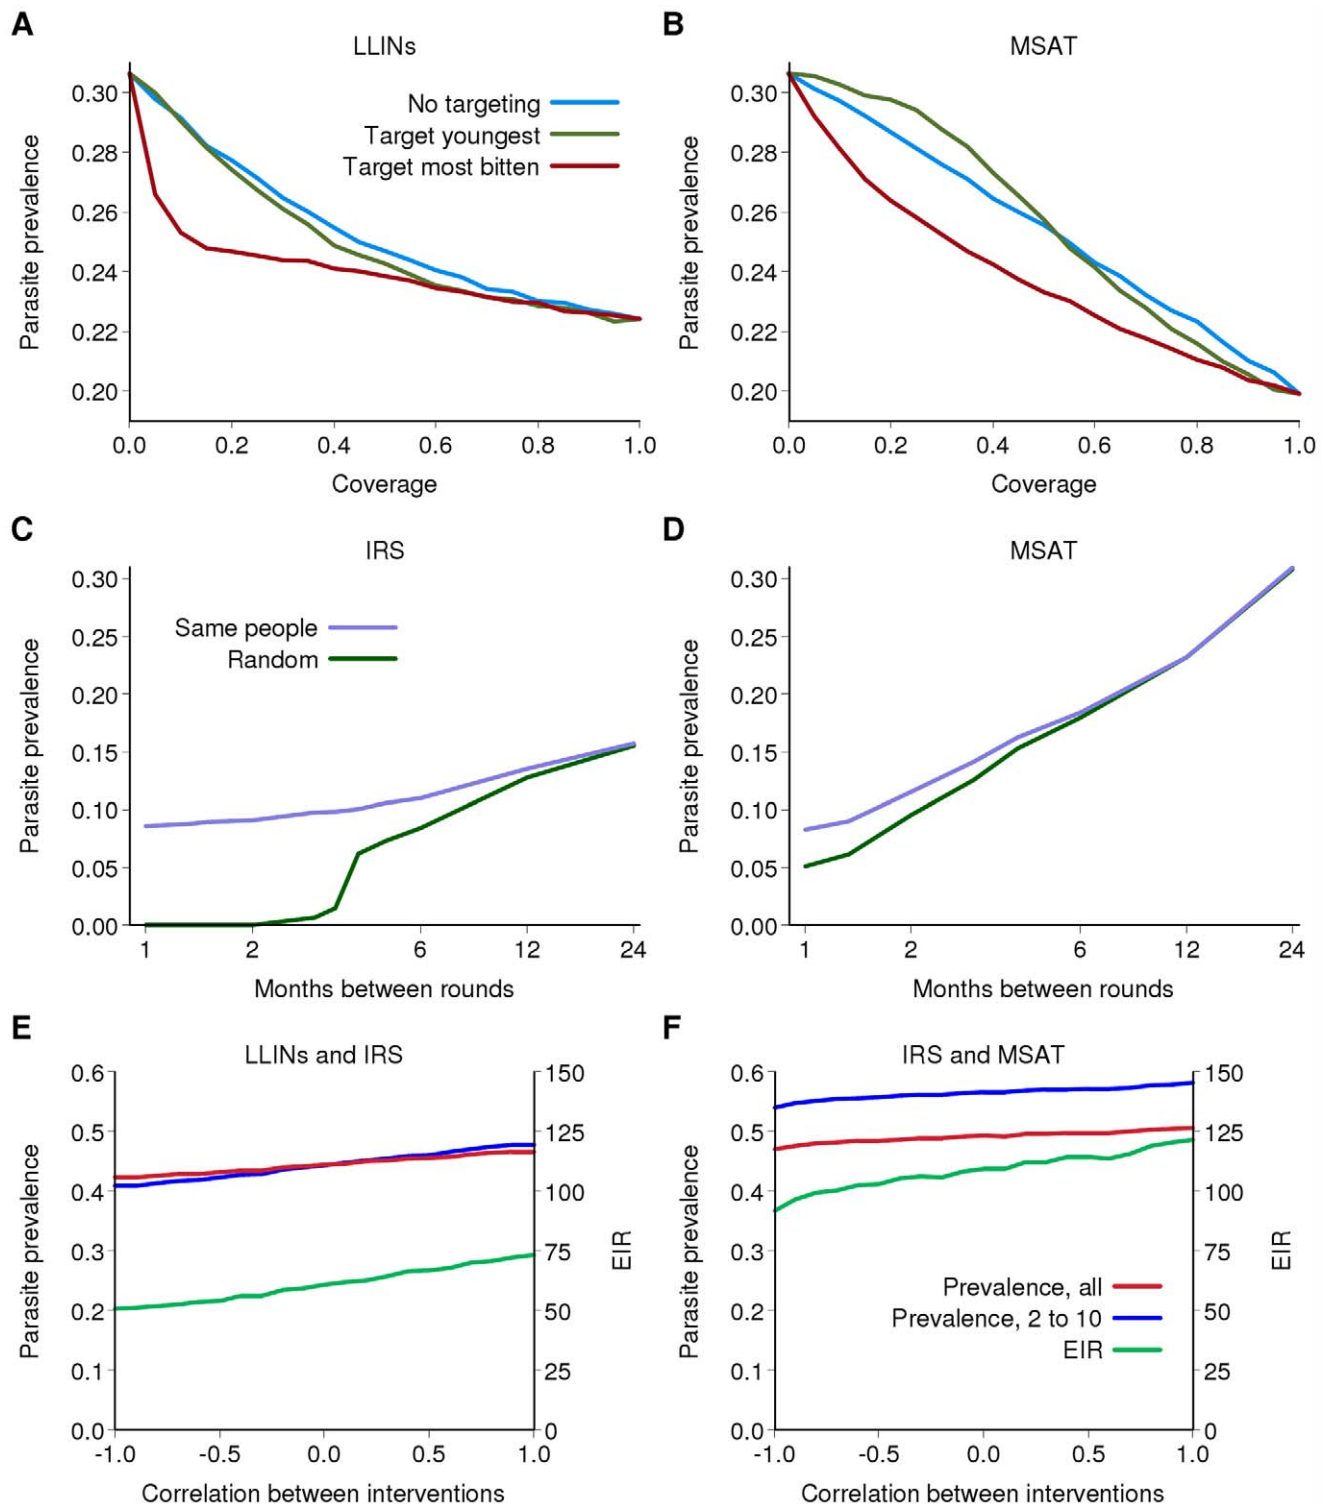 A
LLINs
Parasite prevalence
0.30
0.28
0.26
0.24
0.22
0.20
No targeting
Target youngest
Target most bitten
0.0 0.2 0.4 0.6 0.8 1.0
Coverage
B
MSAT
Parasite prevalence
0.30
0.28
0.26
0.24
0.22
0.20
0.0 0.2 0.4 0.6 0.8 1.0
Coverage
C
IRS
Parasite prevalence
0.30
0.25
0.20
0.15
0.10
0.05
0.00
Same people
Random
1 2 6 12 24
Months between rounds
D
MSAT
Parasite prevalence
0.30
0.25
0.20
0.15
0.10
0.05
0.00
1 2 6 12 24
Months between rounds
E
LLINs and IRS
Parasite prevalence
0.6
0.5
0.4
0.3
0.2
0.1
0.0
150
125
100
75
50
25
0
EIR
-1.0 -0.5 0.0 0.5 1.0
Correlation between interventions
F
IRS and MSAT
Parasite prevalence
0.6
0.5
0.4
0.3
0.2
0.1
0.0
150
125
100
75
50
25
0
EIR
Prevalence, all
Prevalence, 2 to 10
EIR
-1.0 -0.5 0.0 0.5 1.0
Correlation between interventions